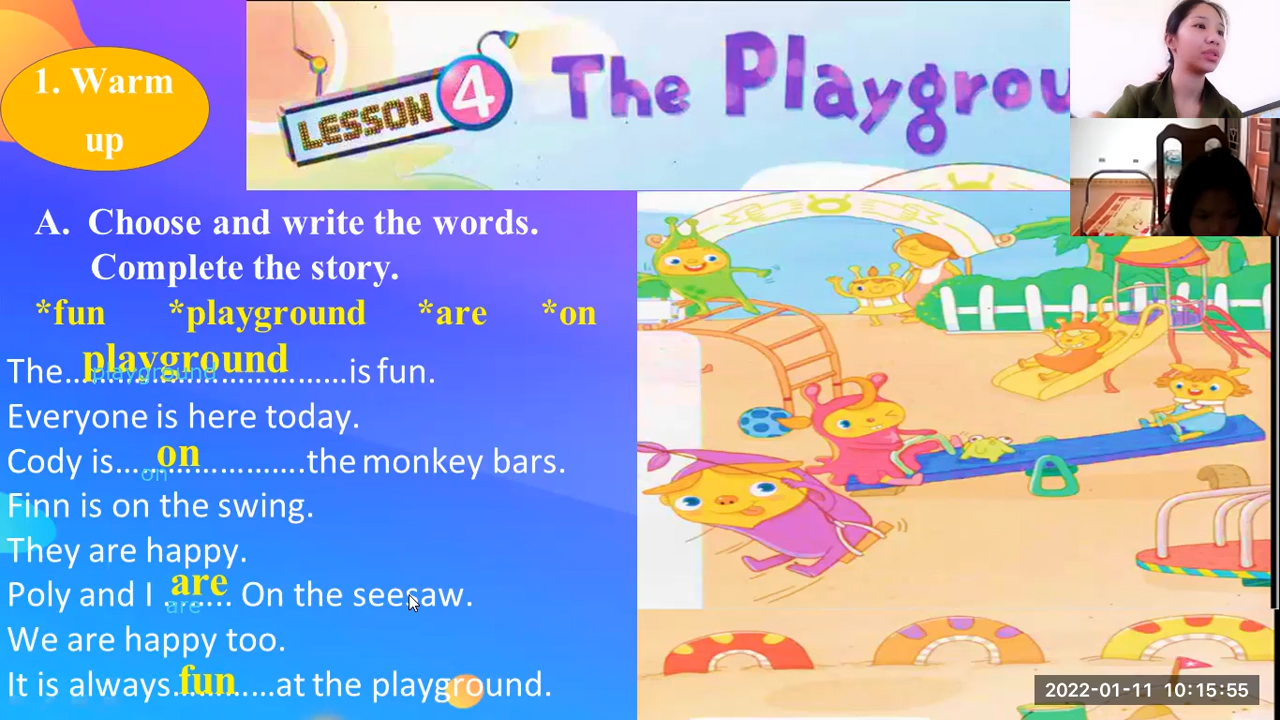 1. Warm
up
LESSON 4
The Playgrou
A. Choose and write the words.
Complete the story.
*fun *playground *are *on
The...playground...is fun.
playground
Everyone is here today.
Cody is...on...the monkey bars.
on
Finn is on the swing.
They are happy.
Poly and I are On the seesaw.
are
We are happy too.
It is always...fun...at the playground.
2022-01-11 10:15:55